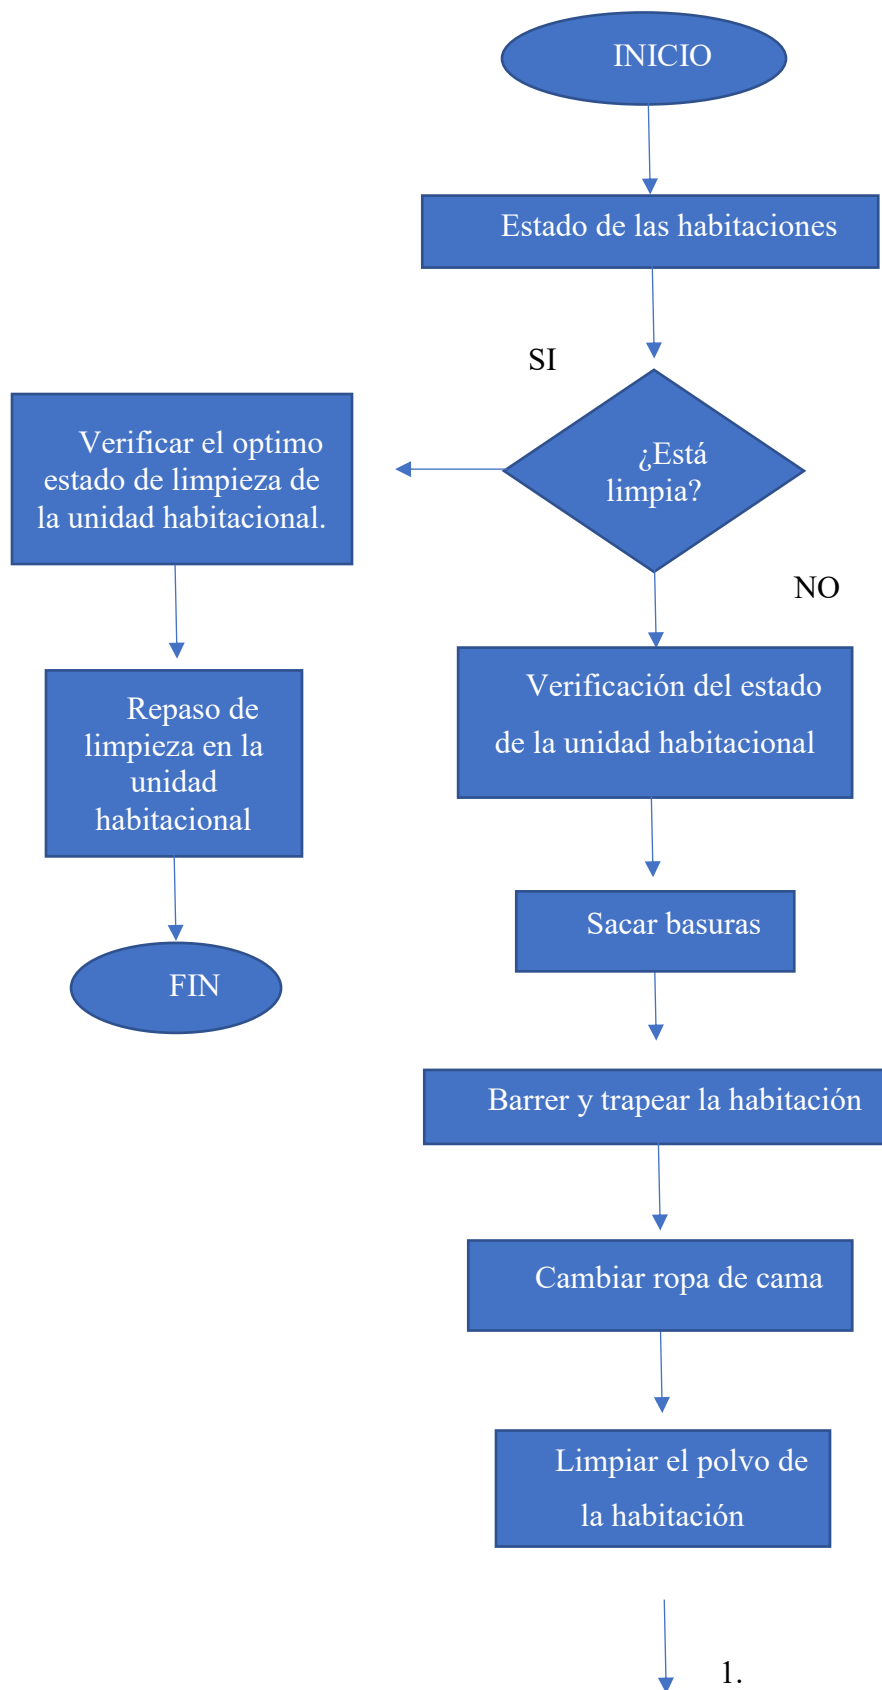 INICIO
Estado de las habitaciones
SI
¿Está
limpia?
Verificar el optimo
estado de limpieza de
la unidad habitacional.
NO
Verificación del estado
de la unidad habitacional
Repaso de
limpieza en la
unidad
habitacional
Sacar basuras
FIN
Barrer y trapear la habitación
Cambiar ropa de cama
Limpiar el polvo de
la habitación
1.